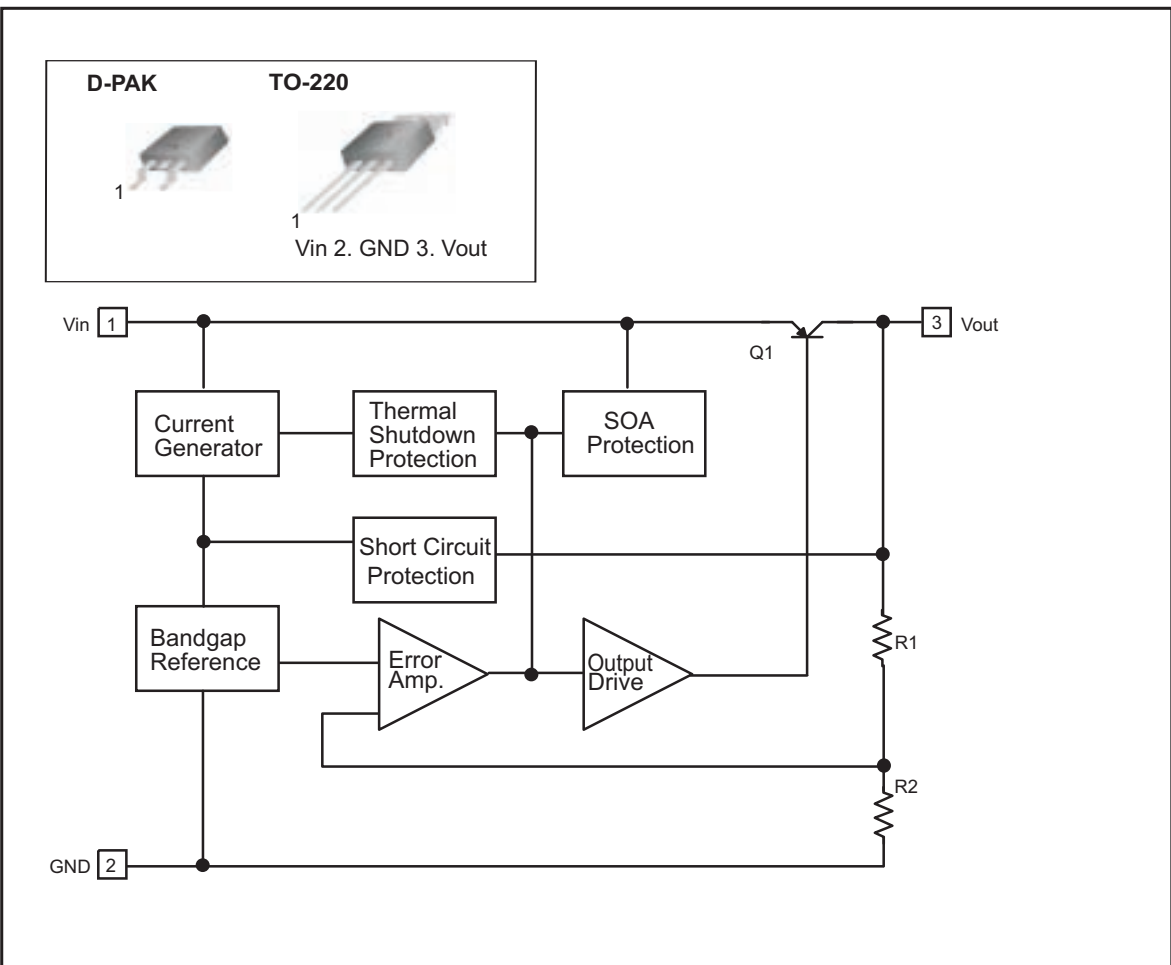 D-PAK TO-220
1
1
Vin 2. GND 3. Vout
Vin 1
3 Vout
Q1
Current
Generator
Thermal
Shutdown
Protection
SOA
Protection
Short Circuit
Protection
Bandgap
Reference
Error
Amp.
Output
Drive
R1
R2
GND 2